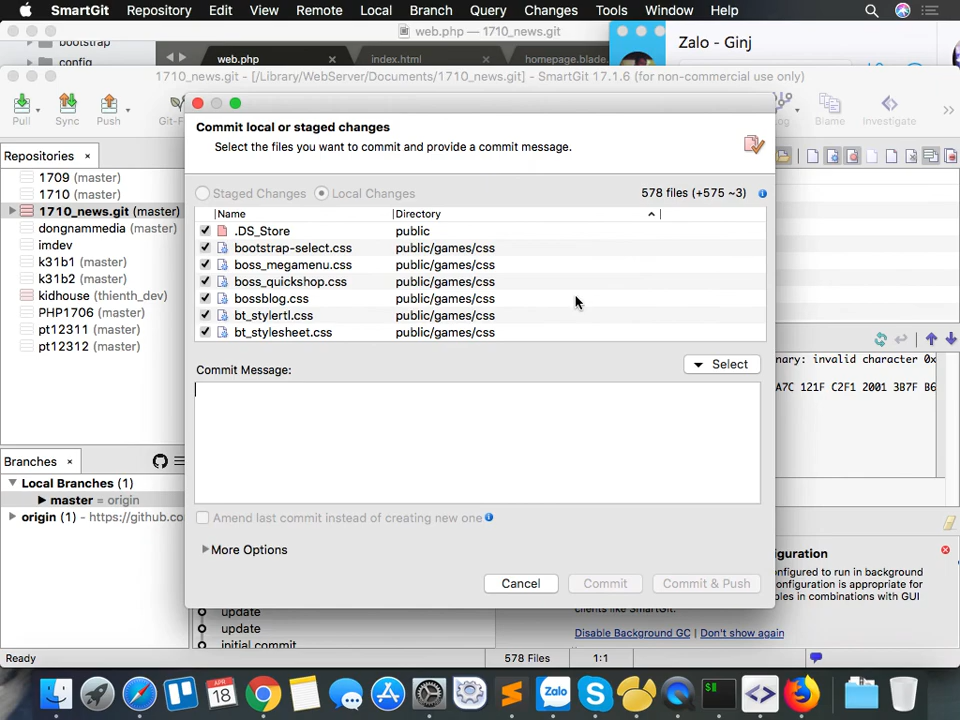 SmartGit Repository Edit View Remote Local Branch Query Changes Tools Window Help
web.php — 1710_news.git
Zalo - Ginj
bootstrap
config
web.php
index.html
homepage.blade.
1710_news.git - [/Library/WebServer/Documents/1710_news.git] - SmartGit 17.1.6 (for non-commercial use only)
Pull
Sync
Push
Git-F
Blame
Investigate
Commit local or staged changes
Select the files you want to commit and provide a commit message.
Repositories
Staged Changes
Local Changes
578 files (+575 ~3)
1709 (master)
1710 (master)
1710_news.git (master)
dongnammedia (master)
imdev
k31b1 (master)
k31b2 (master)
kidhouse (thienth_dev)
PHP1706 (master)
pt12311 (master)
pt12312 (master)
Name Directory
.DS_Store public
bootstrap-select.css public/games/css
boss_megamenu.css public/games/css
boss_quickshop.css public/games/css
bossblog.css public/games/css
bt_stylertl.css public/games/css
bt_stylesheet.css public/games/css
nary: invalid character 0x
A7C 121F C2F1 2001 3B7F B6
Commit Message:
Select
Branches
Local Branches (1)
master = origin
origin (1) - https://github.co
Amend last commit instead of creating new one
More Options
Cancel
Commit
Commit & Push
guration
nfigured to run in background
onfiguration is appropriate for
bles in combinations with GUI
clients like SmartGit.
Disable Background GC | Don't show again
update
update
initial commit
Ready
578 Files
1:1
APR
18
Zalo
$